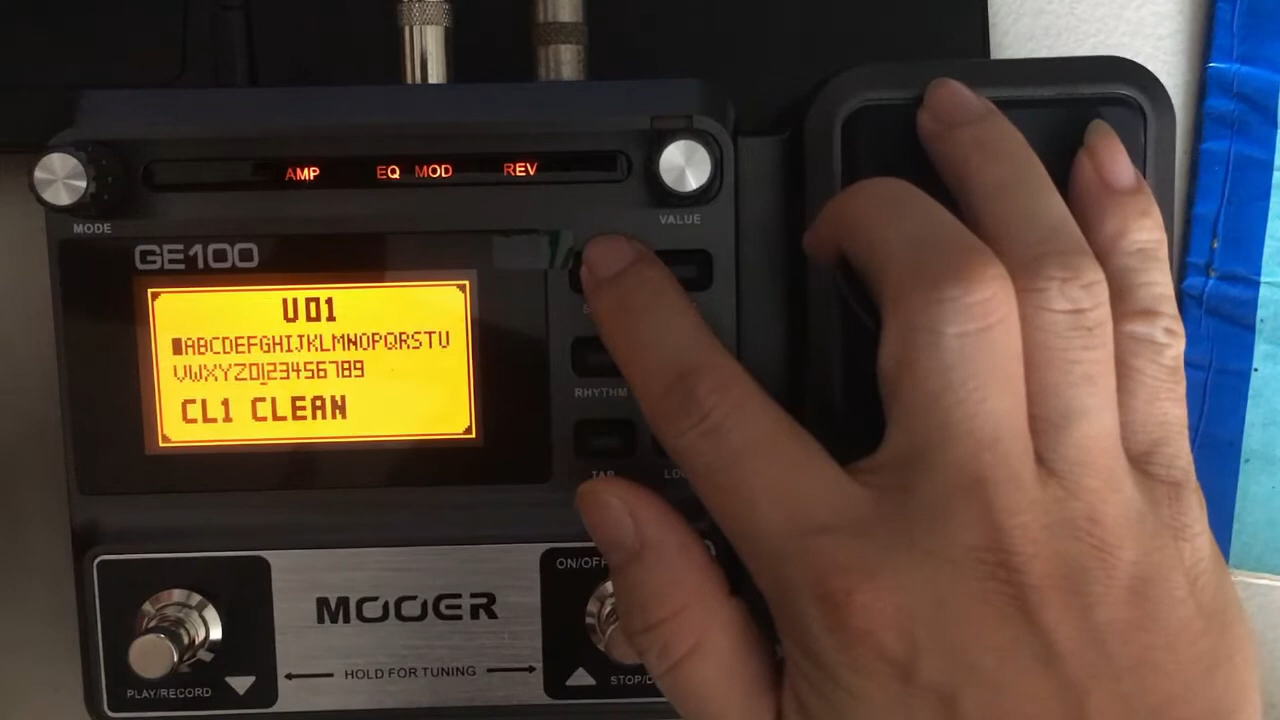 AMP EQ MOD REV
MODE
VALUE
GE100
U01
ABCDEFGHIJKLMNOPQRSTU
VWXYZ0123456789
CL1 CLEAN
RHYTHM
TAP
ON/OFF
MOOER
HOLD FOR TUNING
PLAY/RECORD